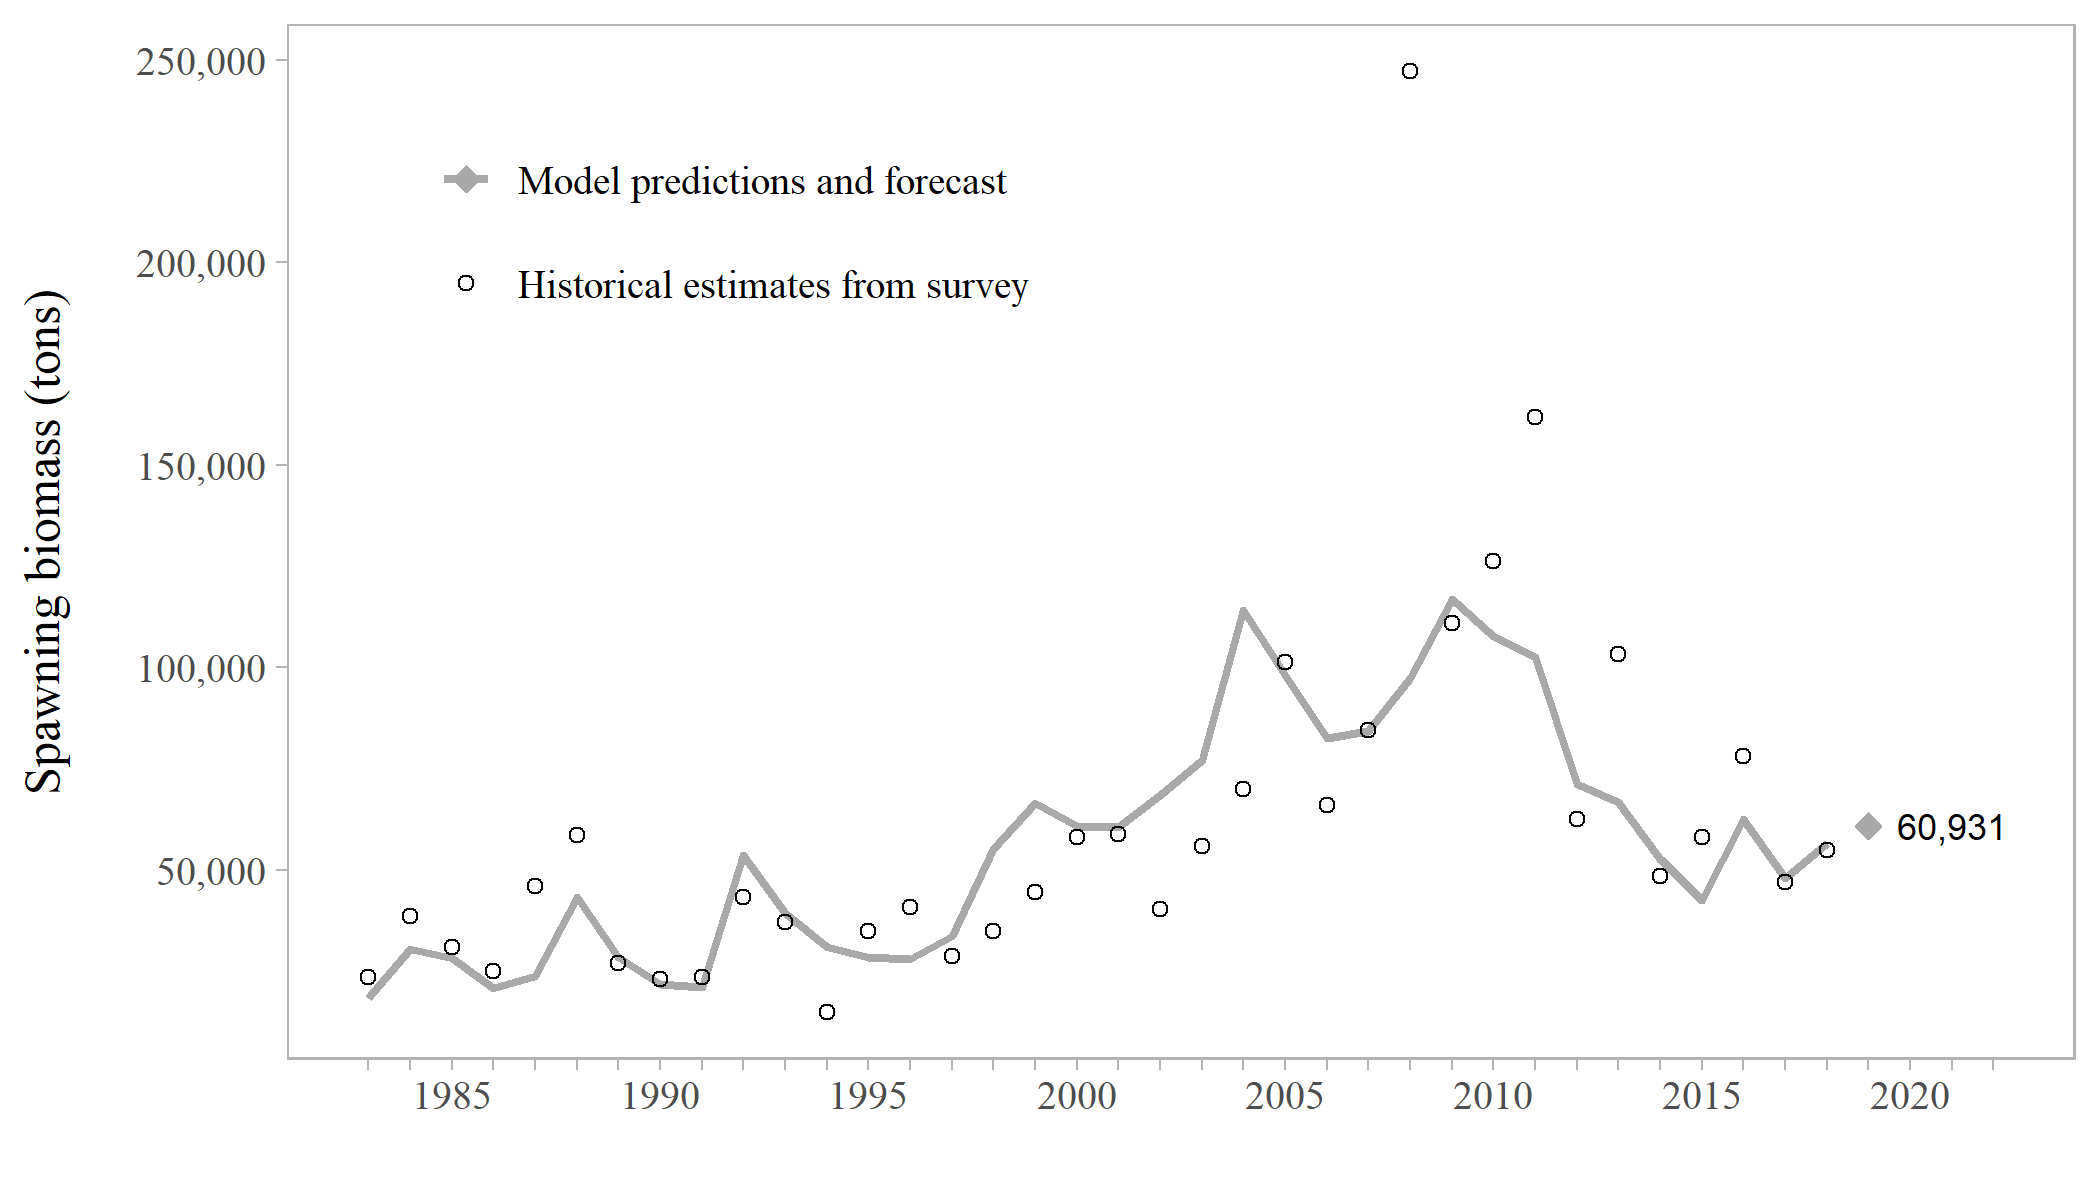 250,000
Model predictions and forecast
200,000
Historical estimates from survey
150,000
100,000
50,000
60,931
Spawning biomass (tons)
1985 1990 1995 2000 2005 2010 2015 2020